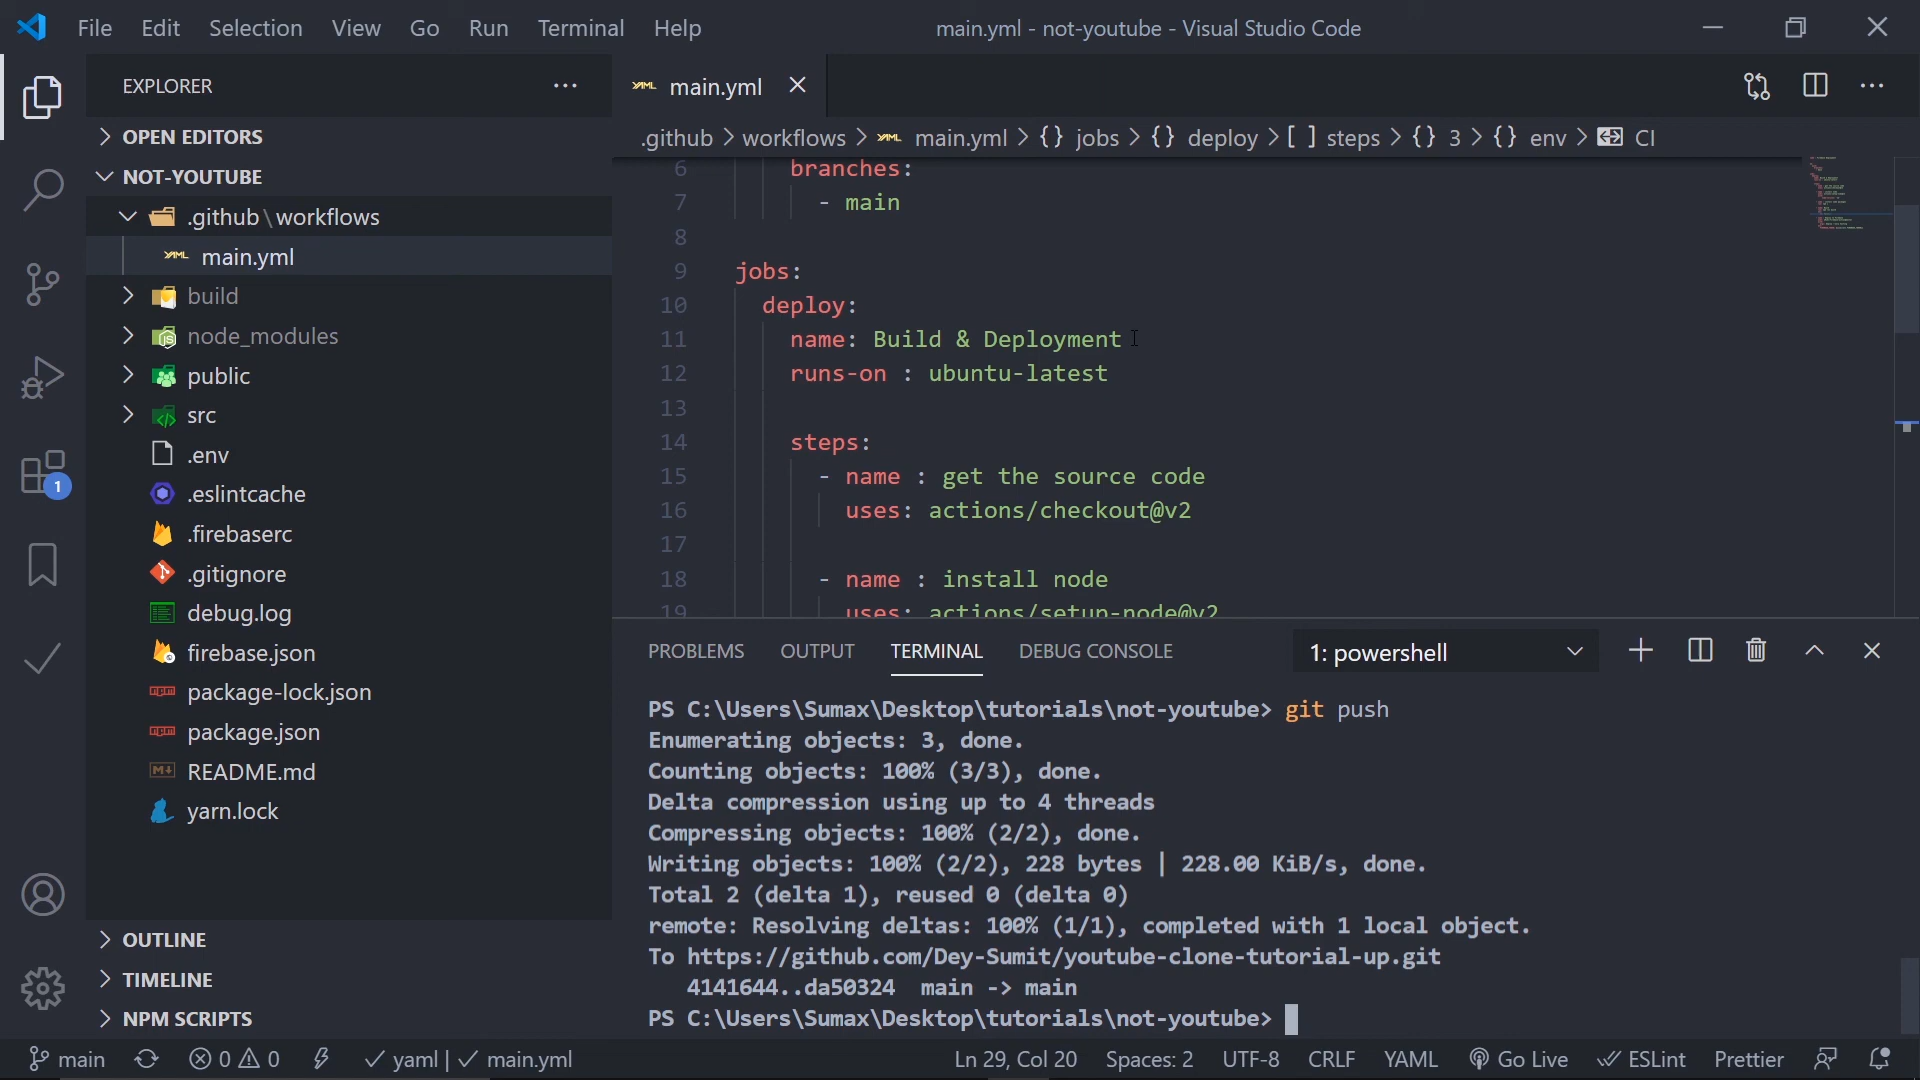 File Edit Selection View Go Run Terminal Help
main.yml - not-youtube - Visual Studio Code
EXPLORER
OPEN EDITORS
NOT-YOUTUBE
.github\workflows
main.yml
build
node_modules
public
src
.env
.eslintcache
.firebaserc
.gitignore
debug.log
firebase.json
package-lock.json
package.json
README.md
yarn.lock
OUTLINE
TIMELINE
NPM SCRIPTS
1
main.yml
.github > workflows > main.yml > {} jobs > {} deploy > [ ] steps > {} 3 > {} env > CI
6 branches:
7 - main
8
9 jobs:
10 deploy:
11 name: Build & Deployment
12 runs-on : ubuntu-latest
13
14 steps:
15 - name : get the source code
16 uses: actions/checkout@v2
17
18 - name : install node
19 uses: actions/setup-node@v2
PROBLEMS OUTPUT TERMINAL DEBUG CONSOLE 1: powershell
PS C:\Users\Sumax\Desktop\tutorials\not-youtube> git push
Enumerating objects: 3, done.
Counting objects: 100% (3/3), done.
Delta compression using up to 4 threads
Compressing objects: 100% (2/2), done.
Writing objects: 100% (2/2), 228 bytes | 228.00 KiB/s, done.
Total 2 (delta 1), reused 0 (delta 0)
remote: Resolving deltas: 100% (1/1), completed with 1 local object.
To https://github.com/Dey-Sumit/youtube-clone-tutorial-up.git
4141644..da50324 main -> main
PS C:\Users\Sumax\Desktop\tutorials\not-youtube>
main 0 0 yaml | main.yml Ln 29, Col 20 Spaces: 2 UTF-8 CRLF YAML Go Live ESLint Prettier